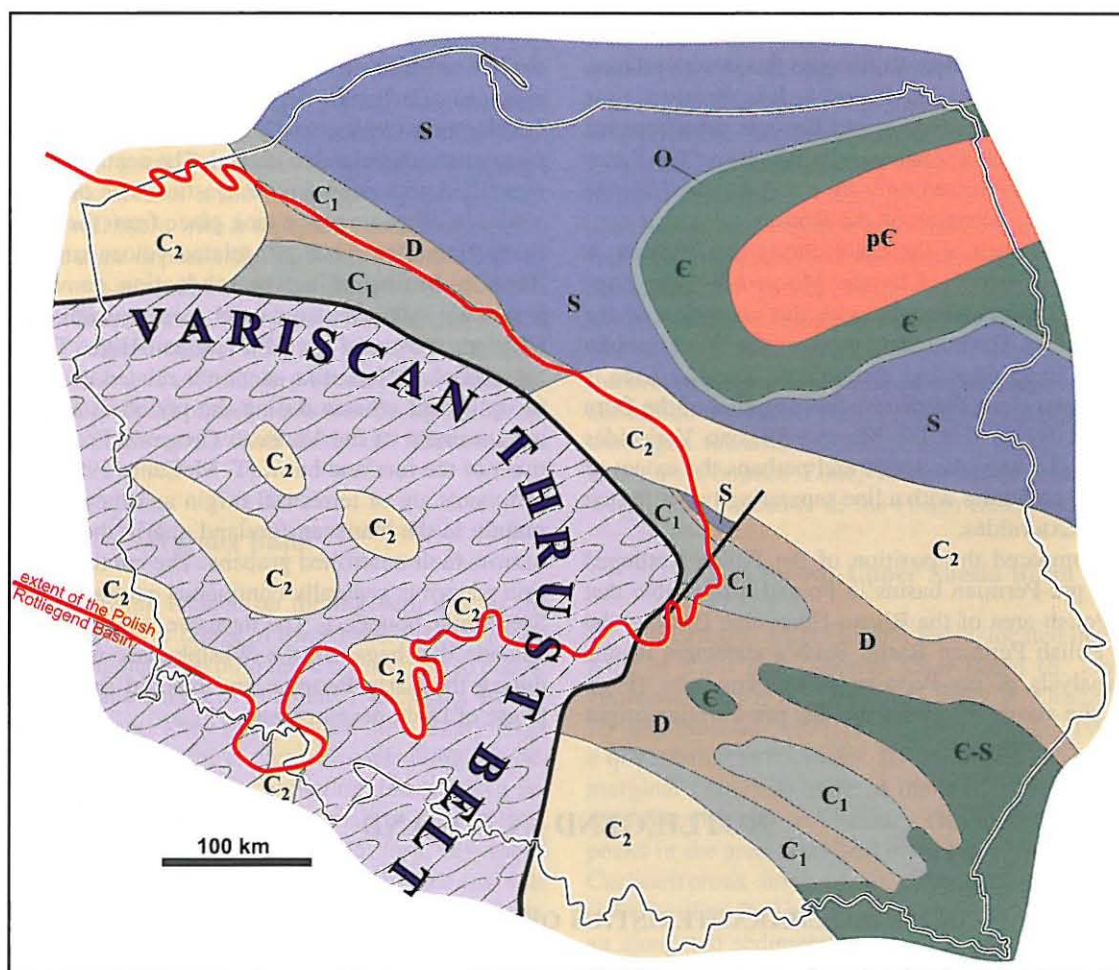 S
O
C₁
pЄ
D
C₂
Є
C₁
S
Є
VARISCAN THRUST BELT
S
C₂
C₂
S
C₁
C₂
C₂
C₂
C₁
C₂
C₂
extent of the Polish
Rotliegend Basin
D
C₂
Є
D
Є-S
C₂
C₁
C₂
C₁
100 km